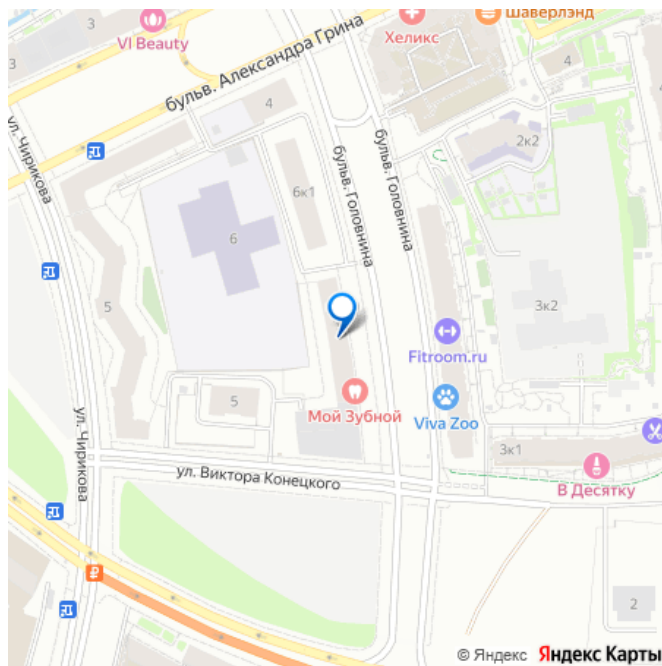 Шаверлэнд
Хеликс
VI Beauty
3
3
4
бульв. Александра Грина
4
ул. Чирикова
2к2
бульв. Головнина
бульв. Головнина
6к1
6
5
3к2
Fitroom.ru
5
Мой Зубной
Viva Zoo
ул. Чирикова
3к1
ул. Виктора Конецкого
В Десятку
2
© Яндекс Яндекс Карты